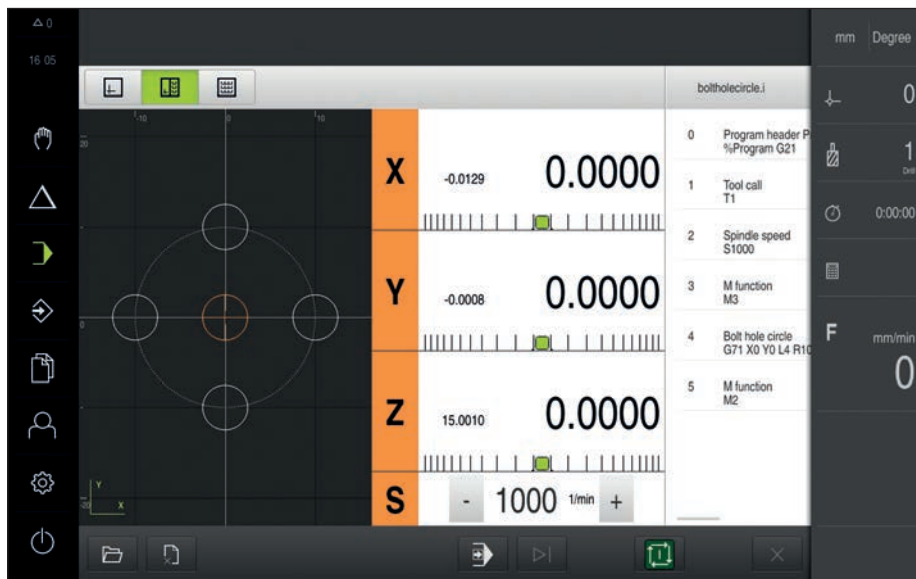 0
16 05
mm Degree
boltholecircle.i
-10 0 10
20
0
-20
Y
X
X -0.0129 0.0000
Y -0.0008 0.0000
Z 15.0010 0.0000
S - 1000 1/min +
0 Program header P
%Program G21
1 Tool call
T1
2 Spindle speed
S1000
3 M function
M3
4 Bolt hole circle
G71 X0 Y0 L4 R10
5 M function
M2
0
1
Drill
0:00:00
F mm/min
0